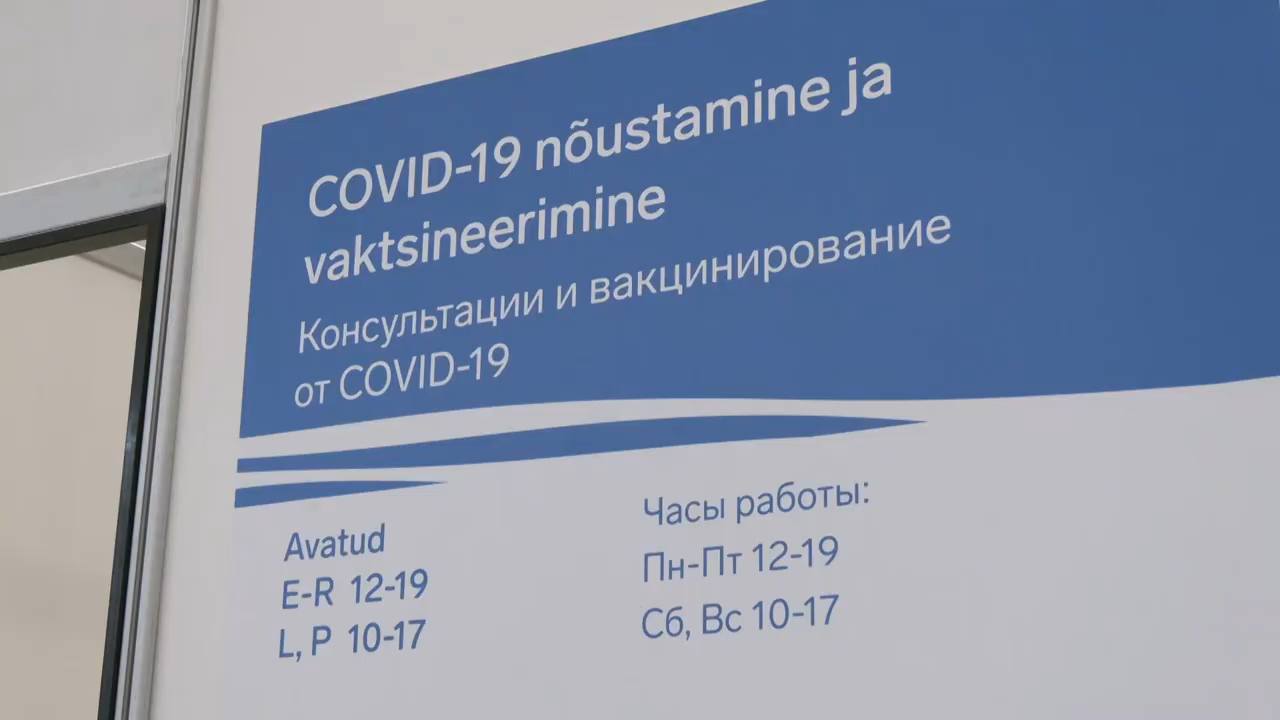 COVID-19 nõustamine ja
vaktsineerimine
Консультации и вакцинирование
от COVID-19
Avatud
E-R 12-19
L, P 10-17
Часы работы:
Пн-Пт 12-19
Сб, Вс 10-17